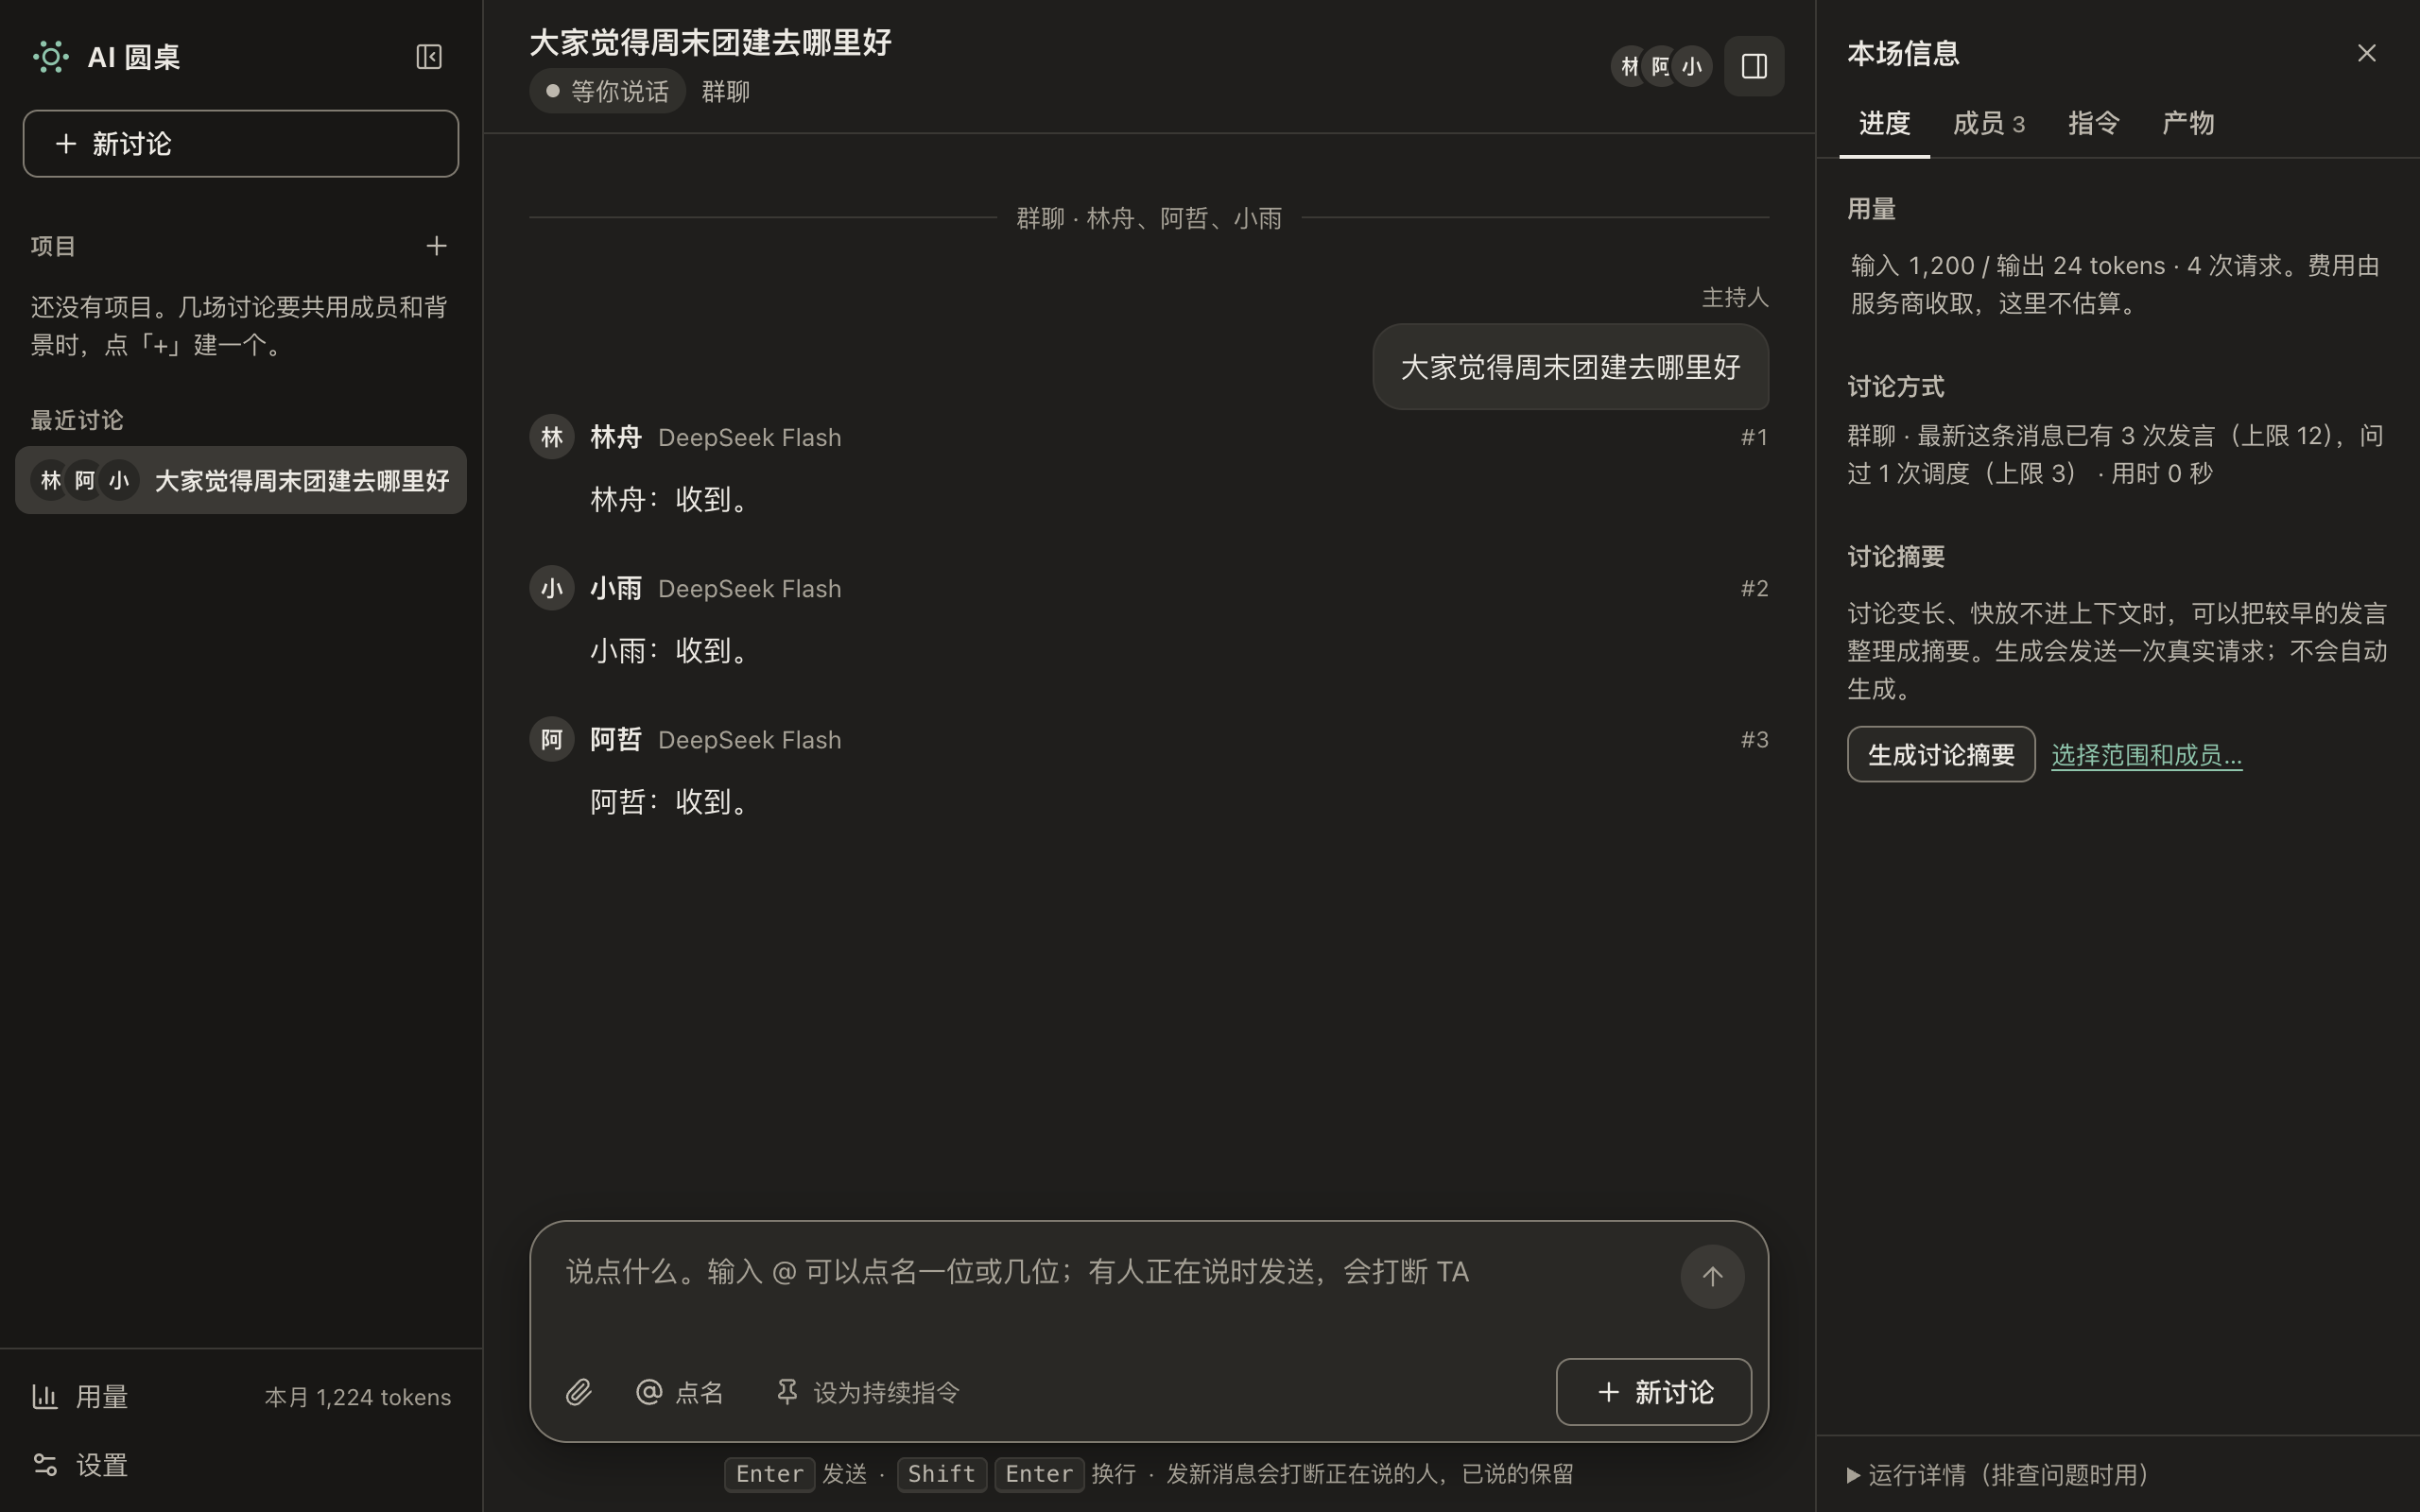 AI 圆桌
新讨论
项目
还没有项目。几场讨论要共用成员和背
景时，点「+」建一个。
最近讨论
林 阿 小 大家觉得周末团建去哪里好
用量 本月 1,224 tokens
设置
大家觉得周末团建去哪里好
等你说话 群聊
林 阿 小
群聊 · 林舟、阿哲、小雨
主持人
大家觉得周末团建去哪里好
林 林舟 DeepSeek Flash #1
林舟：收到。
小 小雨 DeepSeek Flash #2
小雨：收到。
阿 阿哲 DeepSeek Flash #3
阿哲：收到。
说点什么。输入 @ 可以点名一位或几位；有人正在说时发送，会打断 TA
点名 设为持续指令 新讨论
Enter 发送 · Shift Enter 换行 · 发新消息会打断正在说的人，已说的保留
本场信息
进度 成员 3 指令 产物
用量
输入 1,200 / 输出 24 tokens · 4 次请求。费用由
服务商收取，这里不估算。
讨论方式
群聊 · 最新这条消息已有 3 次发言（上限 12），问
过 1 次调度（上限 3） · 用时 0 秒
讨论摘要
讨论变长、快放不进上下文时，可以把较早的发言
整理成摘要。生成会发送一次真实请求；不会自动
生成。
生成讨论摘要 选择范围和成员...
运行详情（排查问题时用）